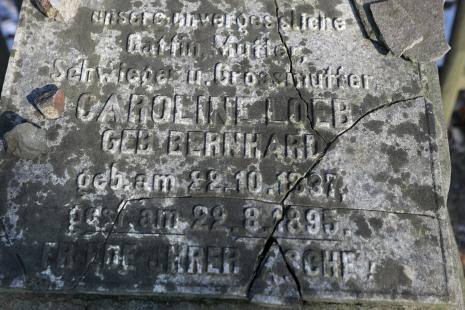 unsere unvergessliche
Gattin, Mutter,
Schwieger u. Grossmutter
CAROLINE LOEB
GEB. BERNHARD
geb. am 22.10.1837,
gest. am 22.8.1895.
FRIEDE IHRER ASCHE!